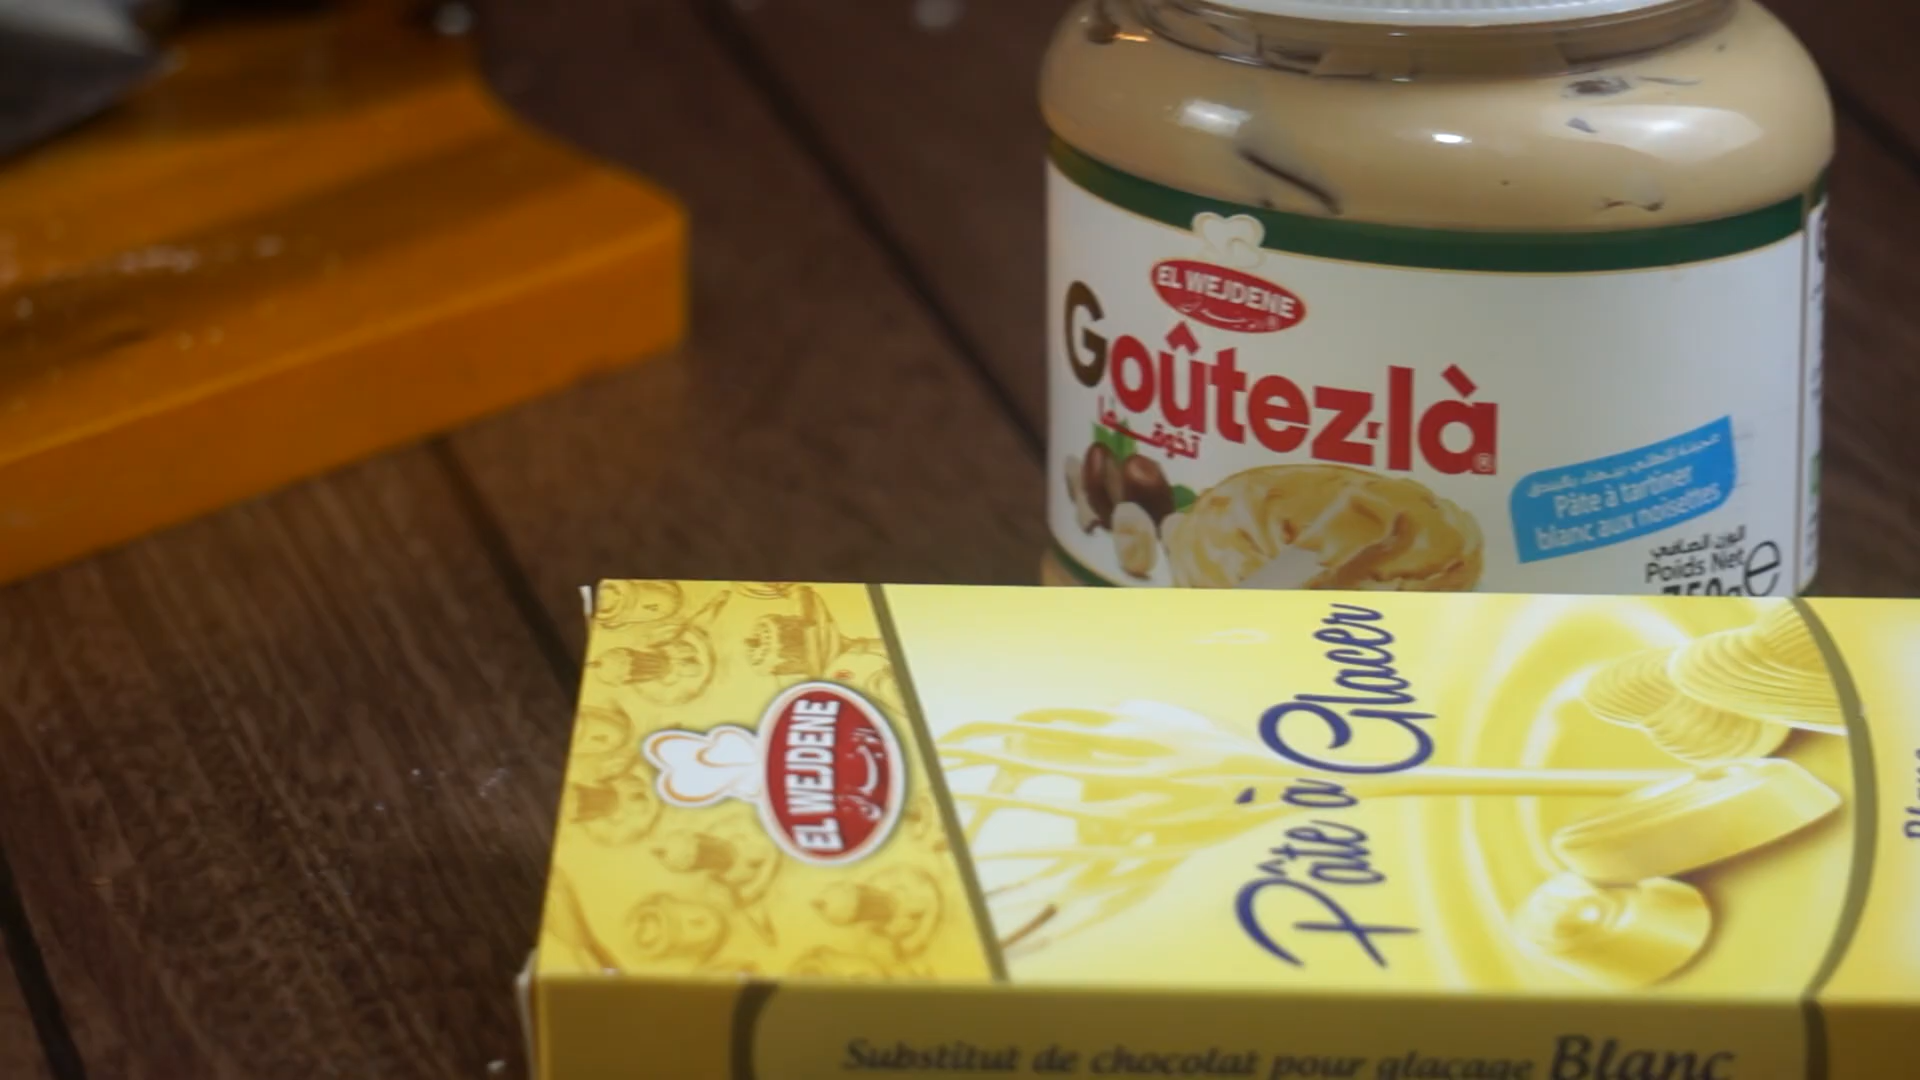 EL WEJDENE
الوجدان
Goûtez-là
تذوقها
Pâte à tartiner
blanc aux noisettes
الوزن الصافي
Poids Net
750g e
EL WEJDENE
Pâte à Glacer
Substitut de chocolat pour glaçage Blanc